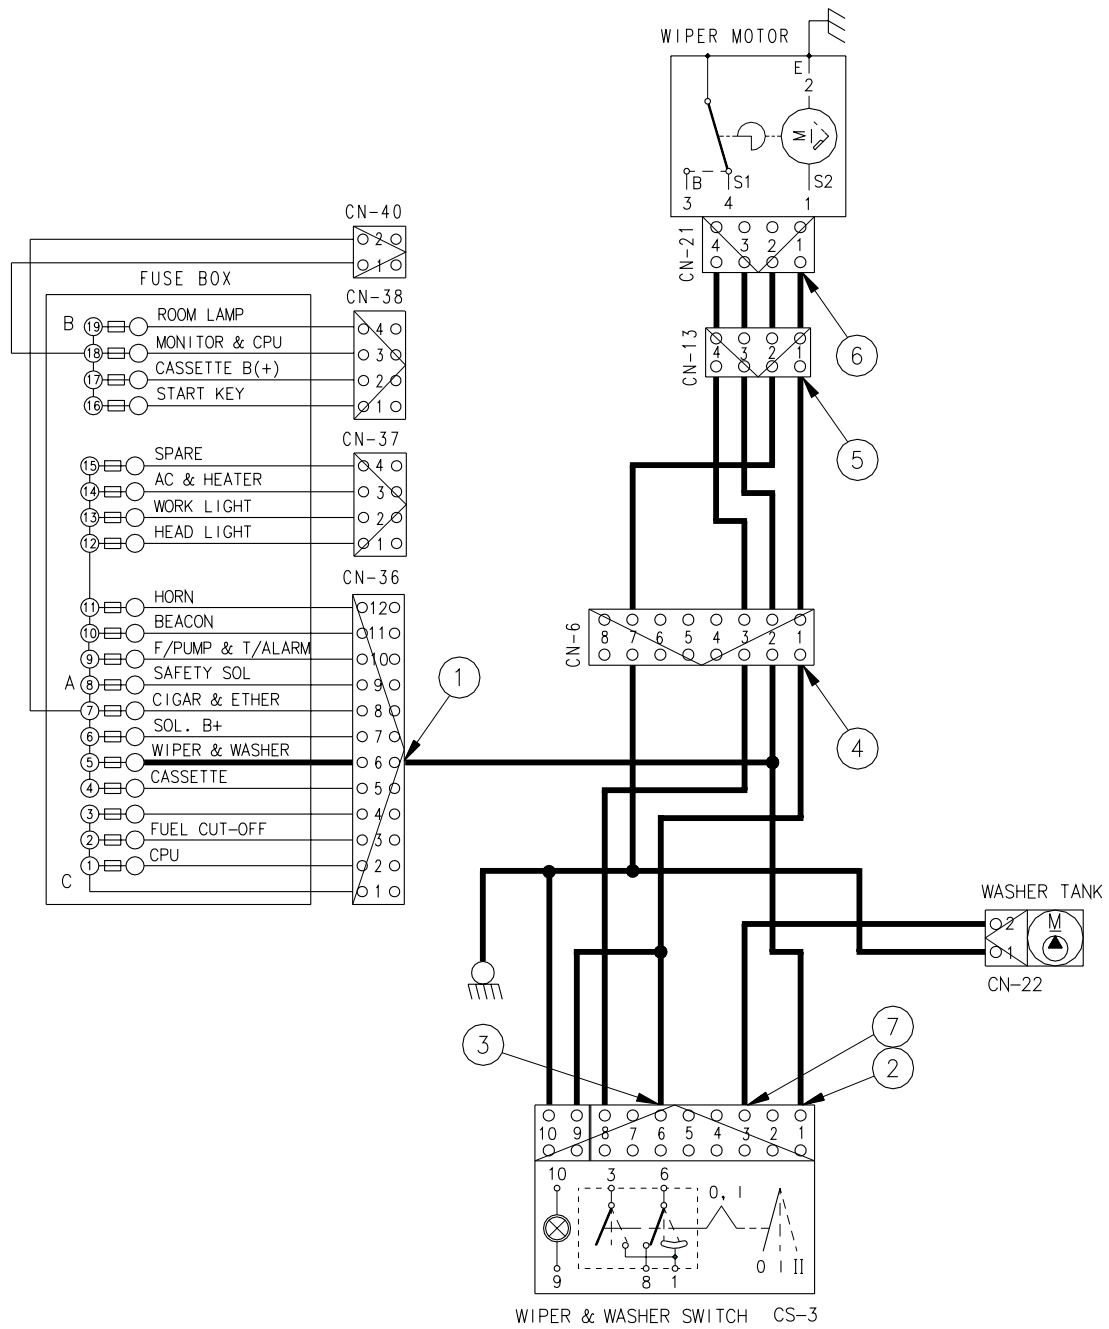 WIPER MOTOR
E
2
M
B
S1
S2
3 4 1
CN-21
4 3 2 1
CN-13
4 3 2 1
6
5
CN-40
2
1
FUSE BOX
CN-38
B
19 ROOM LAMP 4
18 MONITOR & CPU 3
17 CASSETTE B(+) 2
16 START KEY 1
CN-37
15 SPARE 4
14 AC & HEATER 3
13 WORK LIGHT 2
12 HEAD LIGHT 1
CN-36
11 HORN 12
10 BEACON 11
9 F/PUMP & T/ALARM 10
A 8 SAFETY SOL 9
7 CIGAR & ETHER 8
6 SOL. B+ 7
5 WIPER & WASHER 6
4 CASSETTE 5
3 4
2 FUEL CUT-OFF 3
1 CPU 2
C 1
1
CN-6
8 7 6 5 4 3 2 1
4
WASHER TANK
2
1
M
CN-22
3
7
2
10 9 8 7 6 5 4 3 2 1
10 3 6
0, I
9 8 1
0 I II
WIPER & WASHER SWITCH CS-3